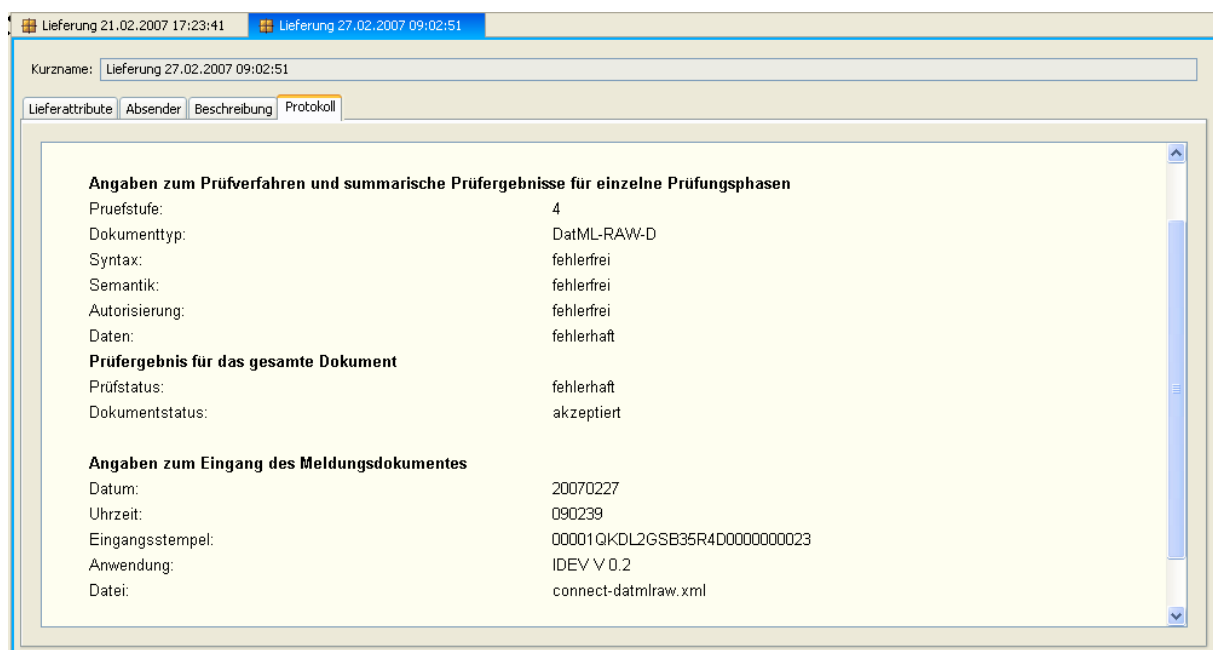 Lieferung 21.02.2007 17:23:41 Lieferung 27.02.2007 09:02:51
Kurzname: Lieferung 27.02.2007 09:02:51
Lieferattribute Absender Beschreibung Protokoll
Angaben zum Prüfverfahren und summarische Prüfergebnisse für einzelne Prüfungsphasen
Pruefstufe: 4
Dokumenttyp: DatML-RAW-D
Syntax: fehlerfrei
Semantik: fehlerfrei
Autorisierung: fehlerfrei
Daten: fehlerhaft
Prüfergebnis für das gesamte Dokument
Prüfstatus: fehlerhaft
Dokumentstatus: akzeptiert
Angaben zum Eingang des Meldungsdokumentes
Datum: 20070227
Uhrzeit: 090239
Eingangsstempel: 00001QKDL2GSB35R4D0000000023
Anwendung: IDEV V 0.2
Datei: connect-datmlraw.xml